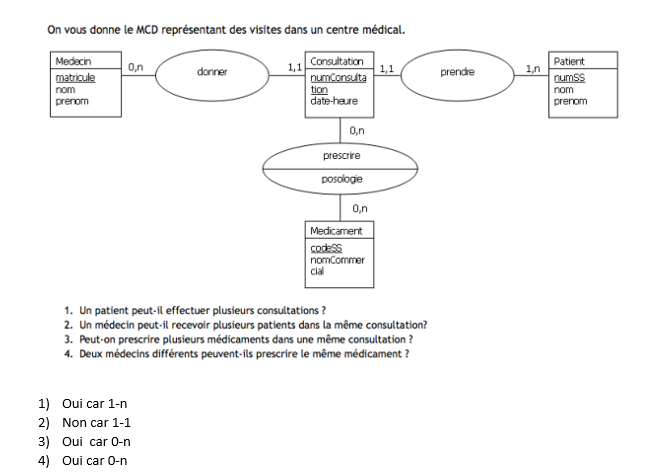 On vous donne le MCD représentant des visites dans un centre médical.
Medecin
matricule
nom
prenom
0,n
donner
1,1
Consultation
numConsulta
tion
date-heure
1,1
prendre
1,n
Patient
numSS
nom
prenom
0,n
prescrire
posologie
0,n
Medicament
codeSS
nomCommer
cial
1. Un patient peut-il effectuer plusieurs consultations ?
2. Un médecin peut-il recevoir plusieurs patients dans la même consultation?
3. Peut-on prescrire plusieurs médicaments dans une même consultation ?
4. Deux médecins différents peuvent-ils prescrire le même médicament ?
1) Oui car 1-n
2) Non car 1-1
3) Oui car 0-n
4) Oui car 0-n